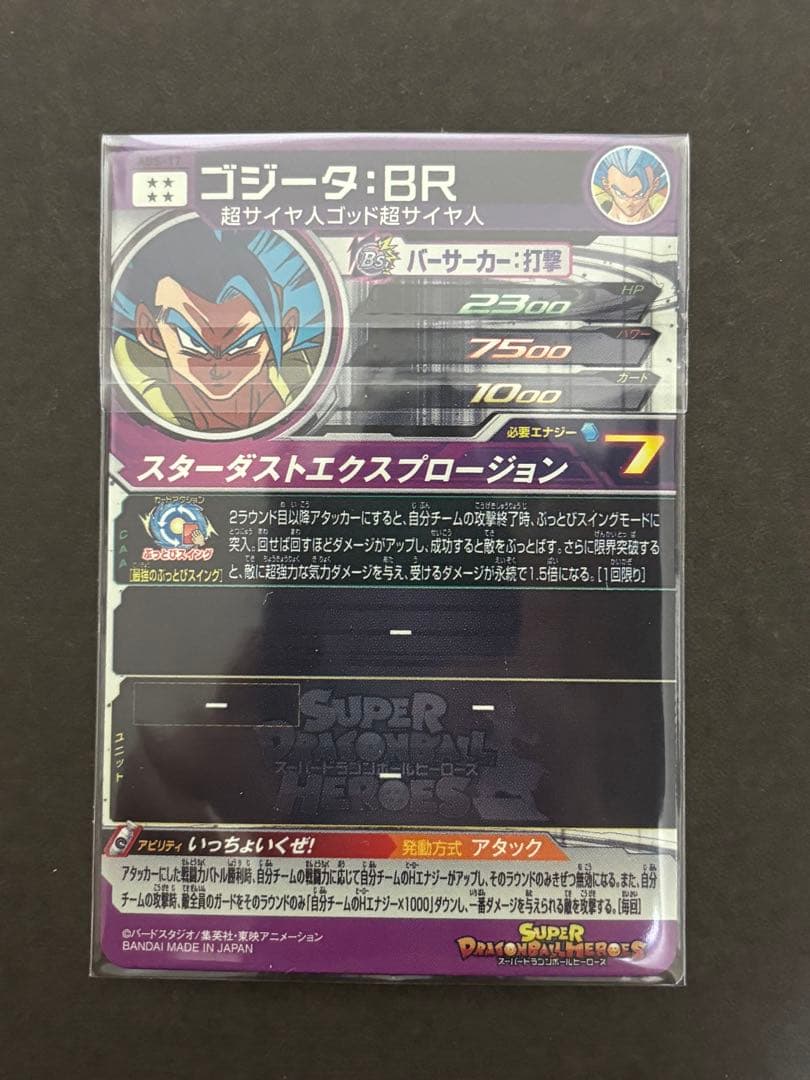 ABS-17
ゴジータ:BR
超サイヤ人ゴッド超サイヤ人
Bs バーサーカー:打撃
HP
2300
パワー
7500
ガード
1000
必要エナジー 7
スターダストエクスプロージョン
CAA
カードアクション
ぶっとびスイング
[最強のぶっとびスイング]
2ラウンド目以降アタッカーにすると、自分チームの攻撃終了時、ぶっとびスイングモードに
突入。回せば回すほどダメージがアップし、成功すると敵をぶっとばす。さらに限界突破する
と、敵に超強力な気力ダメージを与え、受けるダメージが永続で1.5倍になる。[1回限り]
ー
ユニット
ー ー
SUPER
DRAGONBALL
スーパードラゴンボールヒーローズ
HEROES
ー
アビリティ いっちょいくぜ! 発動方式 アタック
アタッカーにした戦闘力バトル勝利時、自分チームの戦闘力に応じて自分チームのHエナジーがアップし、そのラウンドのみきぜつ無効になる。また、自分
チームの攻撃時、敵全員のガードをそのラウンドのみ「自分チームのHエナジー×1000」ダウンし、一番ダメージを与えられる敵を攻撃する。[毎回]
©バードスタジオ/集英社・東映アニメーション
BANDAI MADE IN JAPAN
SUPER
DRAGONBALL HEROES
スーパードラゴンボールヒーローズ